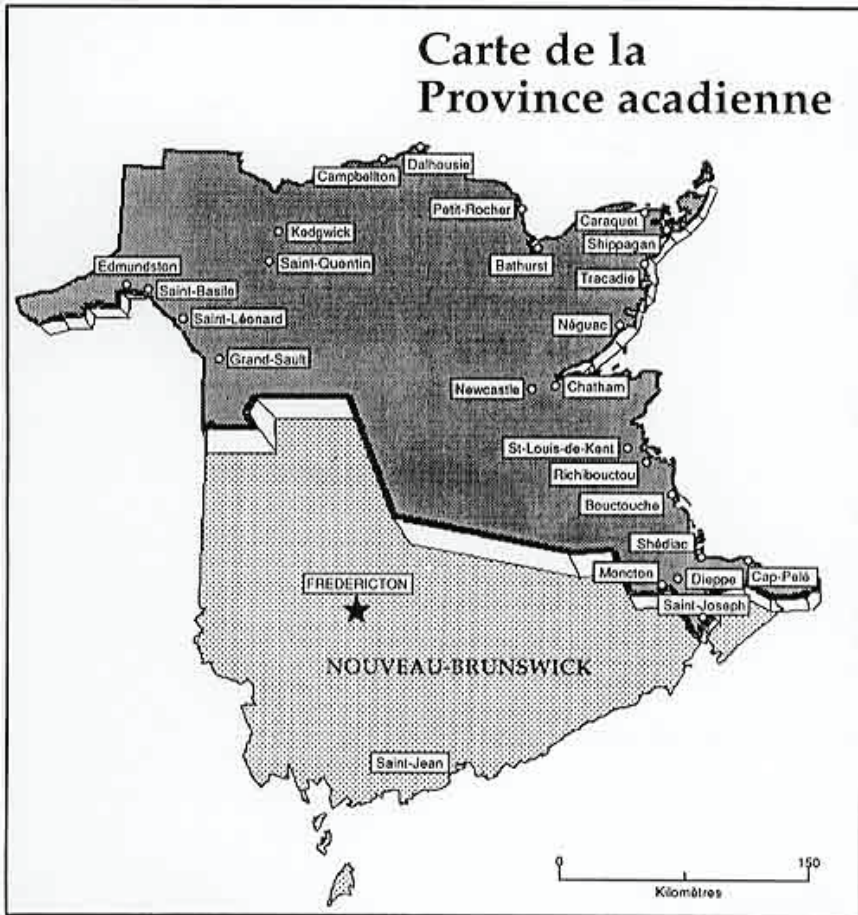 Carte de la
Province acadienne
Dalhousie
Campbellton
Petit-Rocher
Caraquet
Kedgwick
Shippagan
Bathurst
Saint-Quentin
Edmundston
Tracadie
Saint-Basile
Saint-Léonard
Néguac
Grand-Sault
Newcastle
Chatham
St-Louis-de-Kent
Richibouctou
Bouctouche
Shédiac
Moncton
Dieppe
Cap-Pelé
FREDERICTON
Saint-Joseph
NOUVEAU-BRUNSWICK
Saint-Jean
0
150
Kilomètres